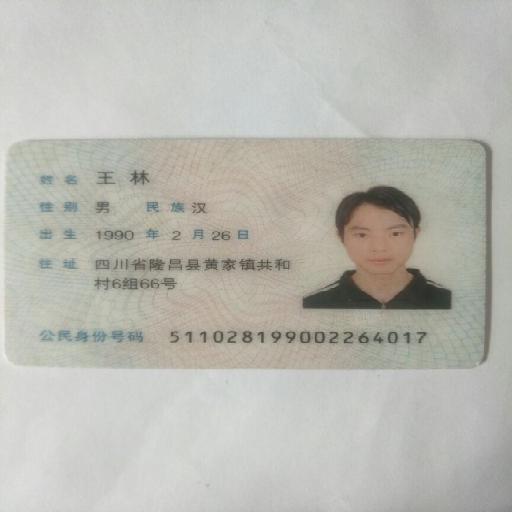 姓名 王林
性别 男 民族 汉
出生 1990 年 2 月 26 日
住址 四川省隆昌县黄家镇共和
村6组66号
公民身份号码 511028199002264017